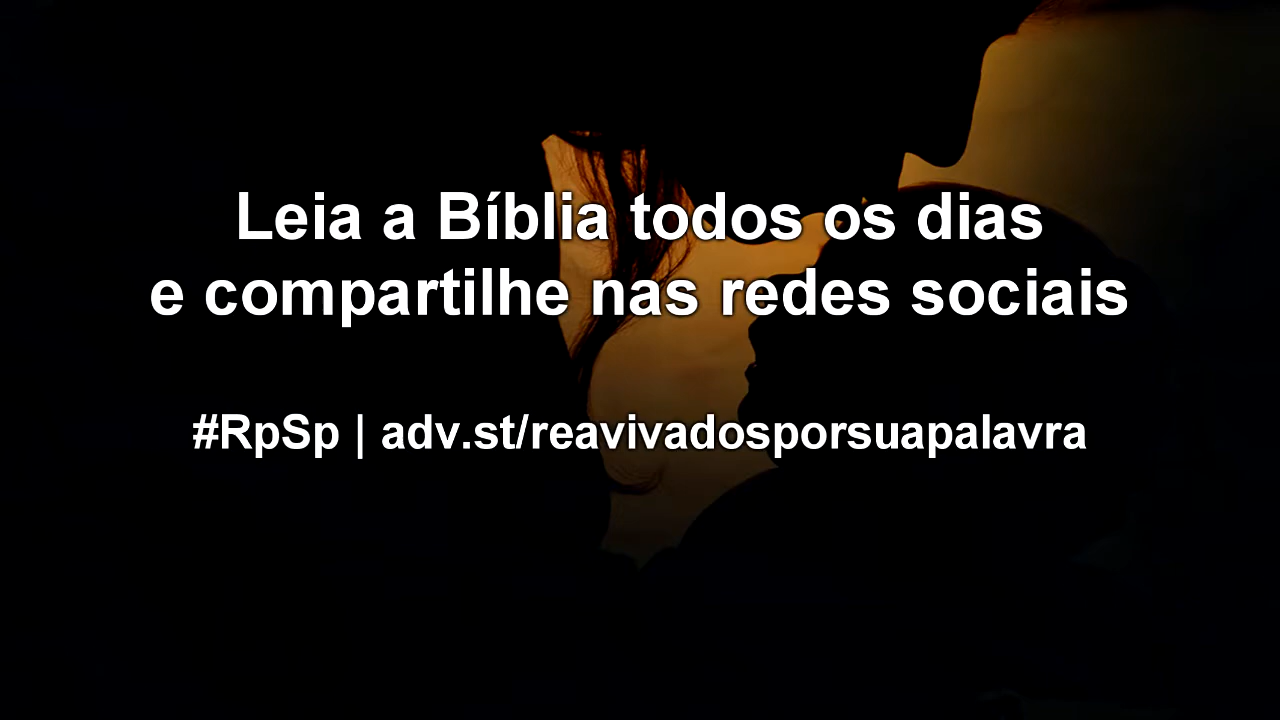 Leia a Bíblia todos os dias
e compartilhe nas redes sociais
#RpSp | adv.st/reavivadosporsuapalavra